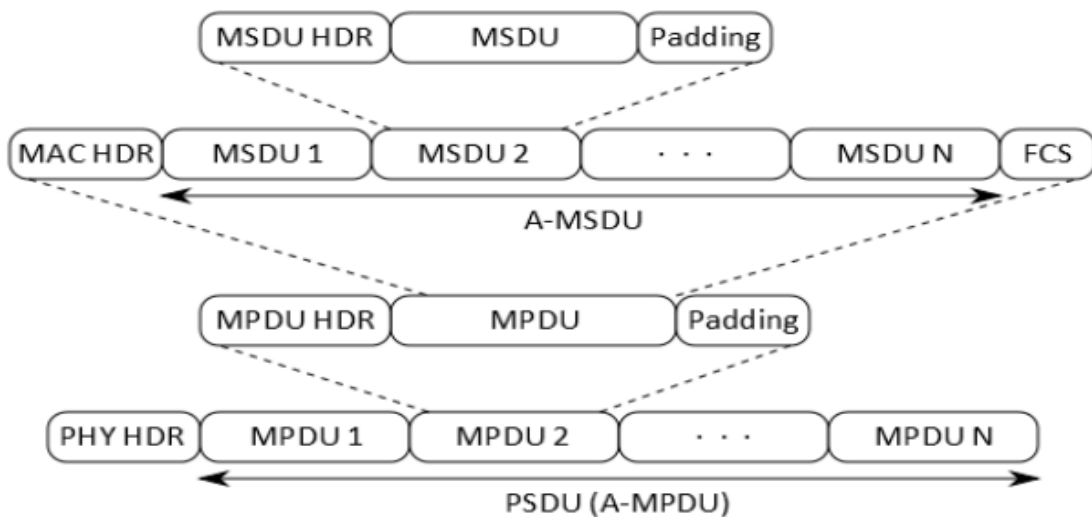 MSDU HDR MSDU Padding
MAC HDR MSDU 1 MSDU 2 · · · MSDU N FCS
A-MSDU
MPDU HDR MPDU Padding
PHY HDR MPDU 1 MPDU 2 · · · MPDU N
PSDU (A-MPDU)